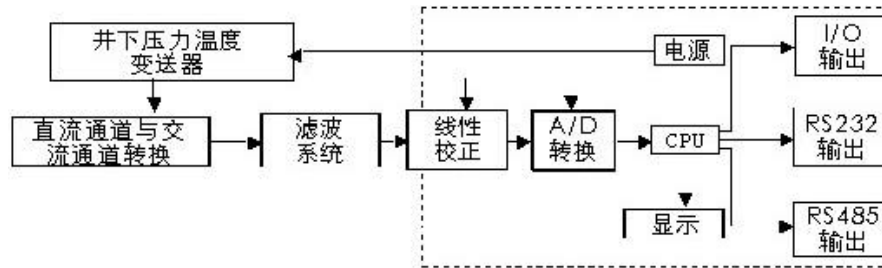 井下压力温度
变送器
电源
I/O
输出
直流通道与交
流通道转换
滤波
系统
线性
校正
A/D
转换
CPU
RS232
输出
显示
RS485
输出